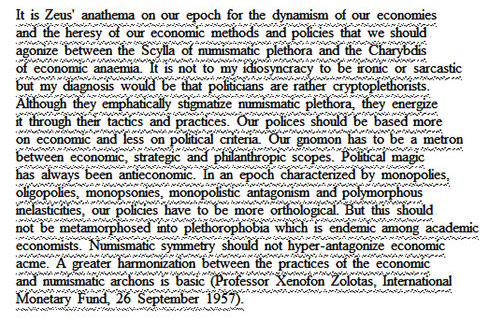 It is Zeus' anathema on our epoch for the dynamism of our economies
and the heresy of our economic methods and policies that we should
agonize between the Scylla of numismatic plethora and the Charybdis
of economic anaemia. It is not to my idiosyncracy to be ironic or sarcastic
but my diagnosis would be that politicians are rather cryptoplethorists.
Although they emphatically stigmatize numismatic plethora, they energize
it through their tactics and practices. Our polices should be based more
on economic and less on political criteria. Our gnomon has to be a metron
between economic, strategic and philanthropic scopes. Political magic
has always been antieconomic. In an epoch characterized by monopolies,
oligopolies, monopsonies, monopolistic antagonism and polymorphous
inelasticities, our policies have to be more orthological. But this should
not be metamorphosed into plethorophobia which is endemic among academic
economists. Numismatic symmetry should not hyper-antagonize economic
acme. A greater harmonization between the practices of the economic
and numismatic archons is basic (Professor Xenofon Zolotas, International
Monetary Fund, 26 September 1957).